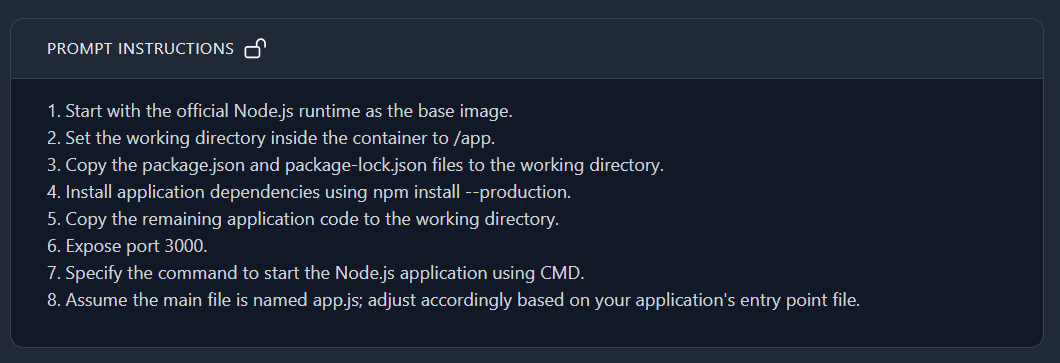 PROMPT INSTRUCTIONS
1. Start with the official Node.js runtime as the base image.
2. Set the working directory inside the container to /app.
3. Copy the package.json and package-lock.json files to the working directory.
4. Install application dependencies using npm install --production.
5. Copy the remaining application code to the working directory.
6. Expose port 3000.
7. Specify the command to start the Node.js application using CMD.
8. Assume the main file is named app.js; adjust accordingly based on your application's entry point file.